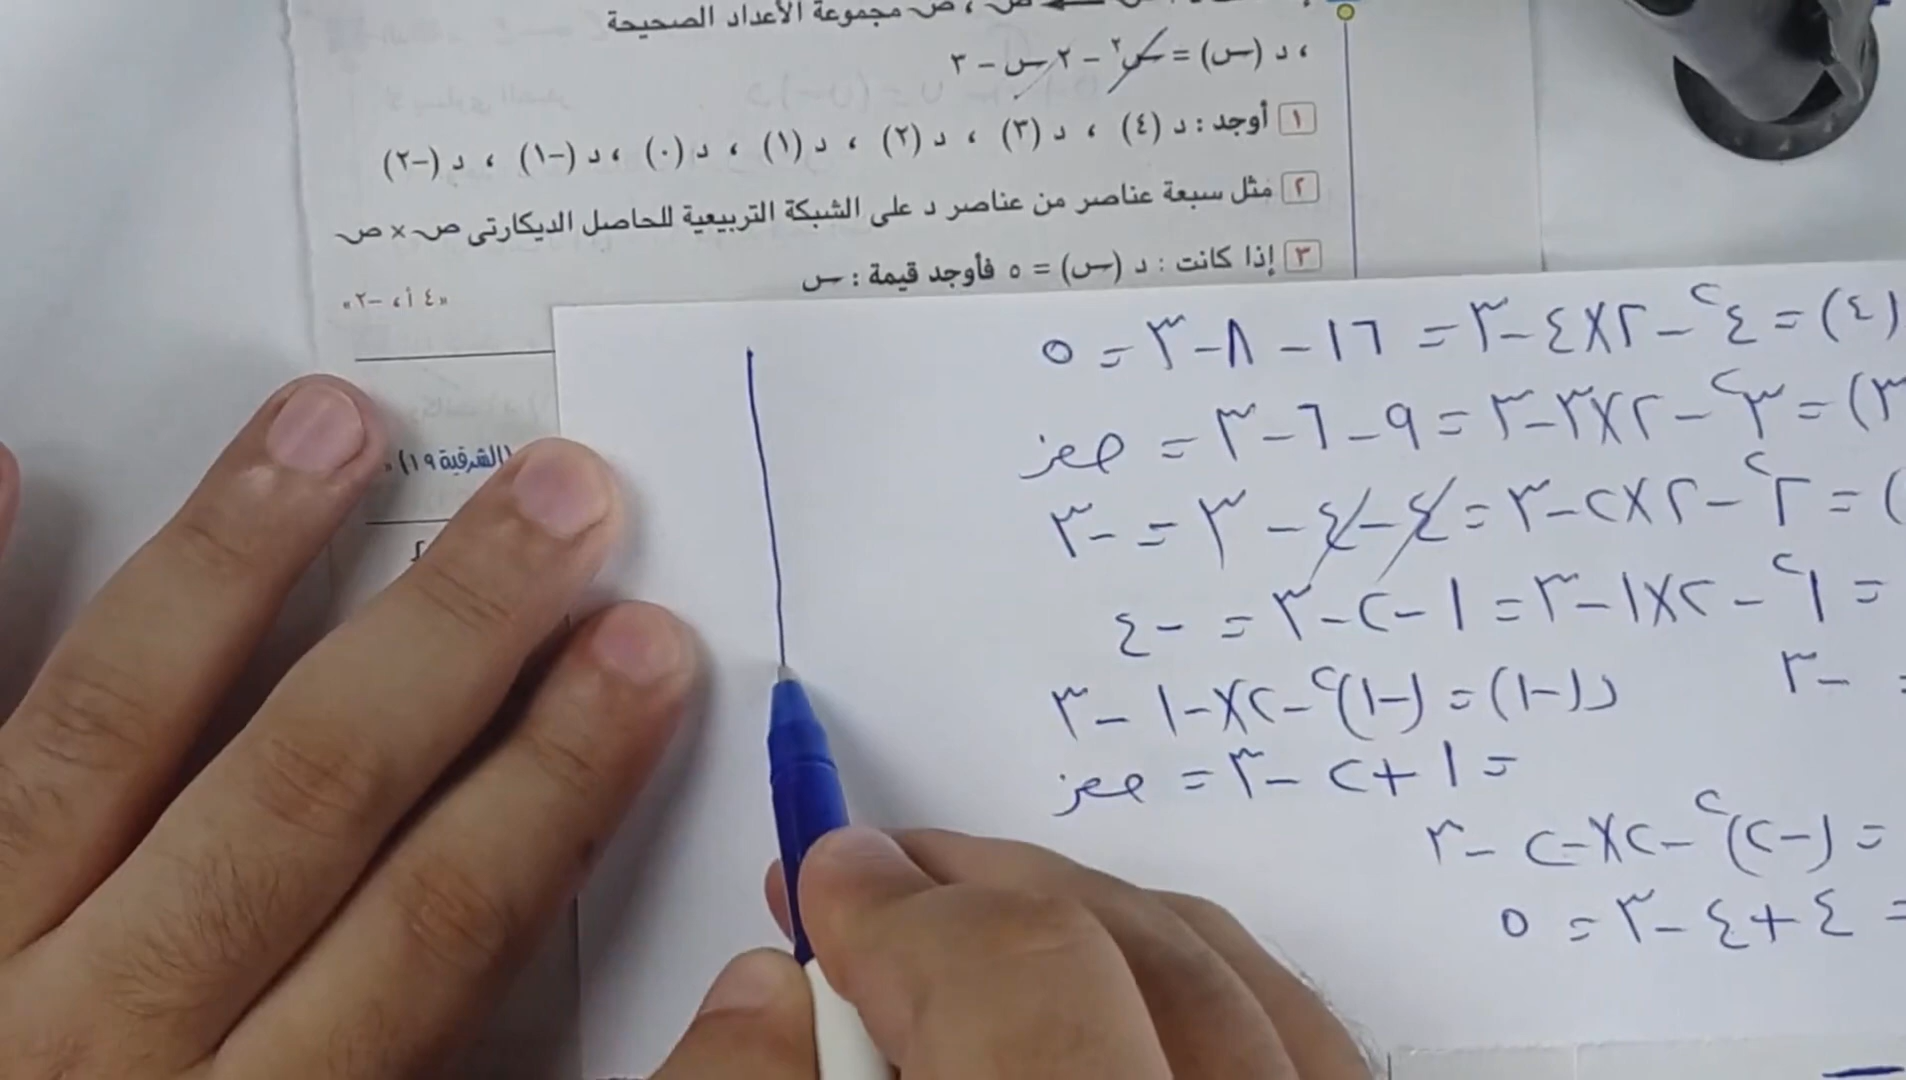 ص مجموعة الأعداد الصحيحة
، د (س) = س٢ - ٢ س - ٣
١ أوجد : د (٤) ، د (٣) ، د (٢) ، د (١) ، د (٠) ، د (-١) ، د (-٢)
٢ مثل سبعة عناصر من عناصر د على الشبكة التربيعية للحاصل الديكارتى ص × ص
٣ إذا كانت : د (س) = ٥ فأوجد قيمة : س
«٤ أ، -٢»
(الشرقية ١٩) «
(٤) = ٤٢ - ٢×٤ - ٣ = ١٦ - ٨ - ٣ = ٥
(٣) = ٣٢ - ٢×٣ - ٣ = ٩ - ٦ - ٣ = صفر
) = ٢٢ - ٢×٢ - ٣ = ٤ - ٤ - ٣ = -٣
= ١٢ - ٢×١ - ٣ = ١ - ٢ - ٣ = -٤
= -٣
د (-١) = (-١)٢ - ٢×-١ - ٣
= ١ + ٢ - ٣ = صفر
= (-٢)٢ - ٢×-٢ - ٣
= ٤ + ٤ - ٣ = ٥